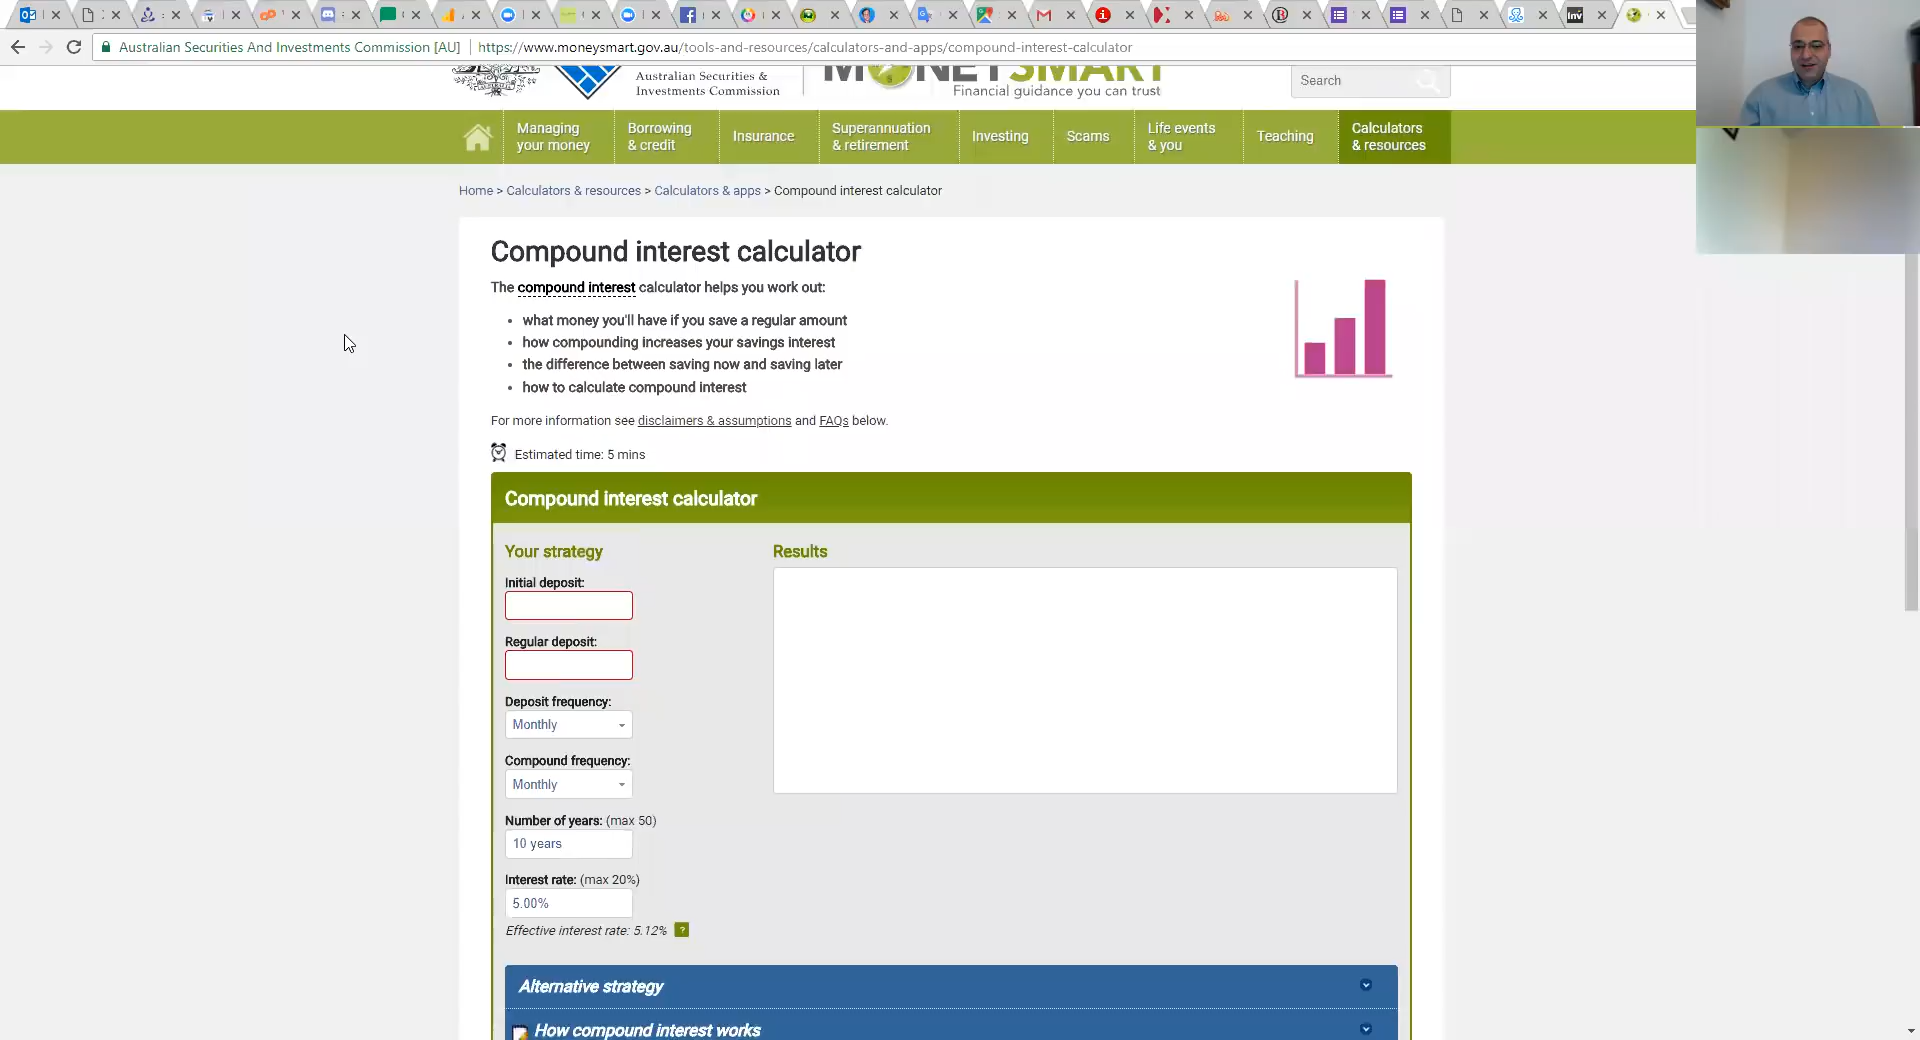 Australian Securities And Investments Commission [AU]
https://www.moneysmart.gov.au/tools-and-resources/calculators-and-apps/compound-interest-calculator
Australian Securities &
Investments Commission
MONEYSMART
Financial guidance you can trust
Search
Managing
your money
Borrowing
& credit
Insurance
Superannuation
& retirement
Investing
Scams
Life events
& you
Teaching
Calculators
& resources
Home > Calculators & resources > Calculators & apps > Compound interest calculator
Compound interest calculator
The compound interest calculator helps you work out:
• what money you'll have if you save a regular amount
• how compounding increases your savings interest
• the difference between saving now and saving later
• how to calculate compound interest
For more information see disclaimers & assumptions and FAQs below.
Estimated time: 5 mins
Compound interest calculator
Your strategy
Results
Initial deposit:
Regular deposit:
Deposit frequency:
Monthly
Compound frequency:
Monthly
Number of years: (max 50)
10 years
Interest rate: (max 20%)
5.00%
Effective interest rate: 5.12% ?
Alternative strategy
How compound interest works